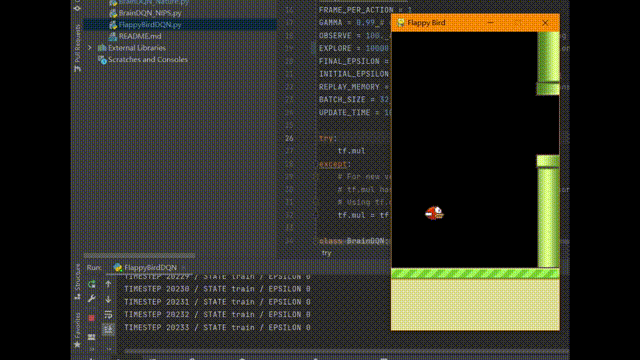 BrainDQN_Nature.py
BrainDQN_NIPS.py
FlappyBirdDQN.py
README.md
External Libraries
Scratches and Consoles
Pull Requests
Structure
Favorites
16
17
18
19
20
21
22
23
24
25
26
27
28
29
30
31
32
33
34
FRAME_PER_ACTION = 1
GAMMA = 0.99 #
OBSERVE = 100. #
EXPLORE = 10000
FINAL_EPSILON
INITIAL_EPSILON
REPLAY_MEMORY =
BATCH_SIZE = 32
UPDATE_TIME = 10
try:
tf.mul
except:
# For new v
# tf.mul has
# Using tf.
tf.mul = tf
class BrainDQN:
try
Flappy Bird
Run:
FlappyBirdDQN
TIMESTEP 20229 / STATE train / EPSILON 0
TIMESTEP 20230 / STATE train / EPSILON 0
TIMESTEP 20231 / STATE train / EPSILON 0
TIMESTEP 20232 / STATE train / EPSILON 0
TIMESTEP 20233 / STATE train / EPSILON 0